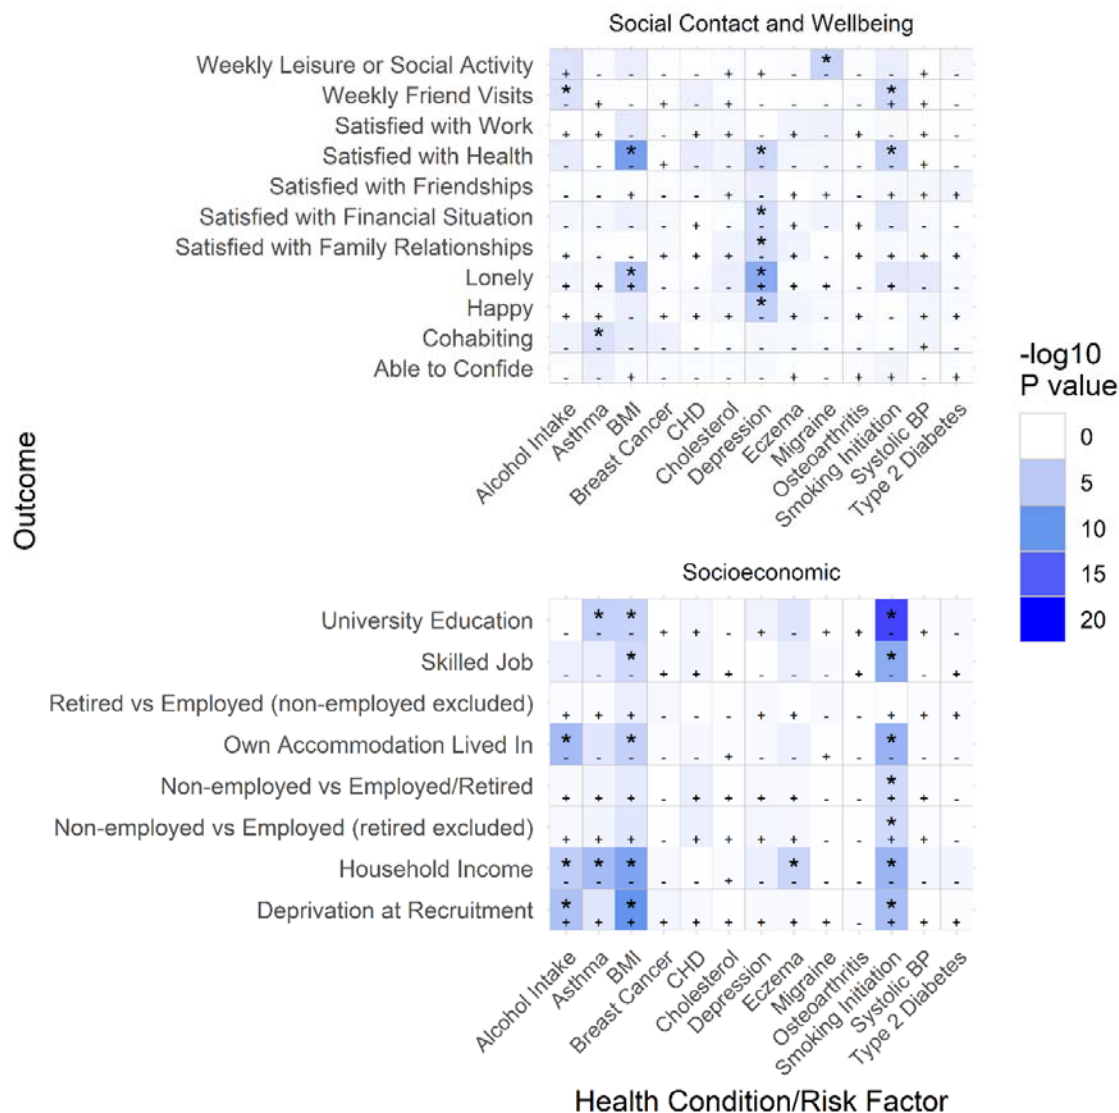 Social Contact and Wellbeing
Weekly Leisure or Social Activity
Weekly Friend Visits
Satisfied with Work
Satisfied with Health
Satisfied with Friendships
Satisfied with Financial Situation
Satisfied with Family Relationships
Lonely
Happy
Cohabiting
Able to Confide
Alcohol Intake
Asthma
BMI
Breast Cancer
CHD
Cholesterol
Depression
Eczema
Migraine
Osteoarthritis
Smoking Initiation
Systolic BP
Type 2 Diabetes
-log10
P value
0
5
10
15
20
Outcome
Socioeconomic
University Education
Skilled Job
Retired vs Employed (non-employed excluded)
Own Accommodation Lived In
Non-employed vs Employed/Retired
Non-employed vs Employed (retired excluded)
Household Income
Deprivation at Recruitment
Alcohol Intake
Asthma
BMI
Breast Cancer
CHD
Cholesterol
Depression
Eczema
Migraine
Osteoarthritis
Smoking Initiation
Systolic BP
Type 2 Diabetes
Health Condition/Risk Factor